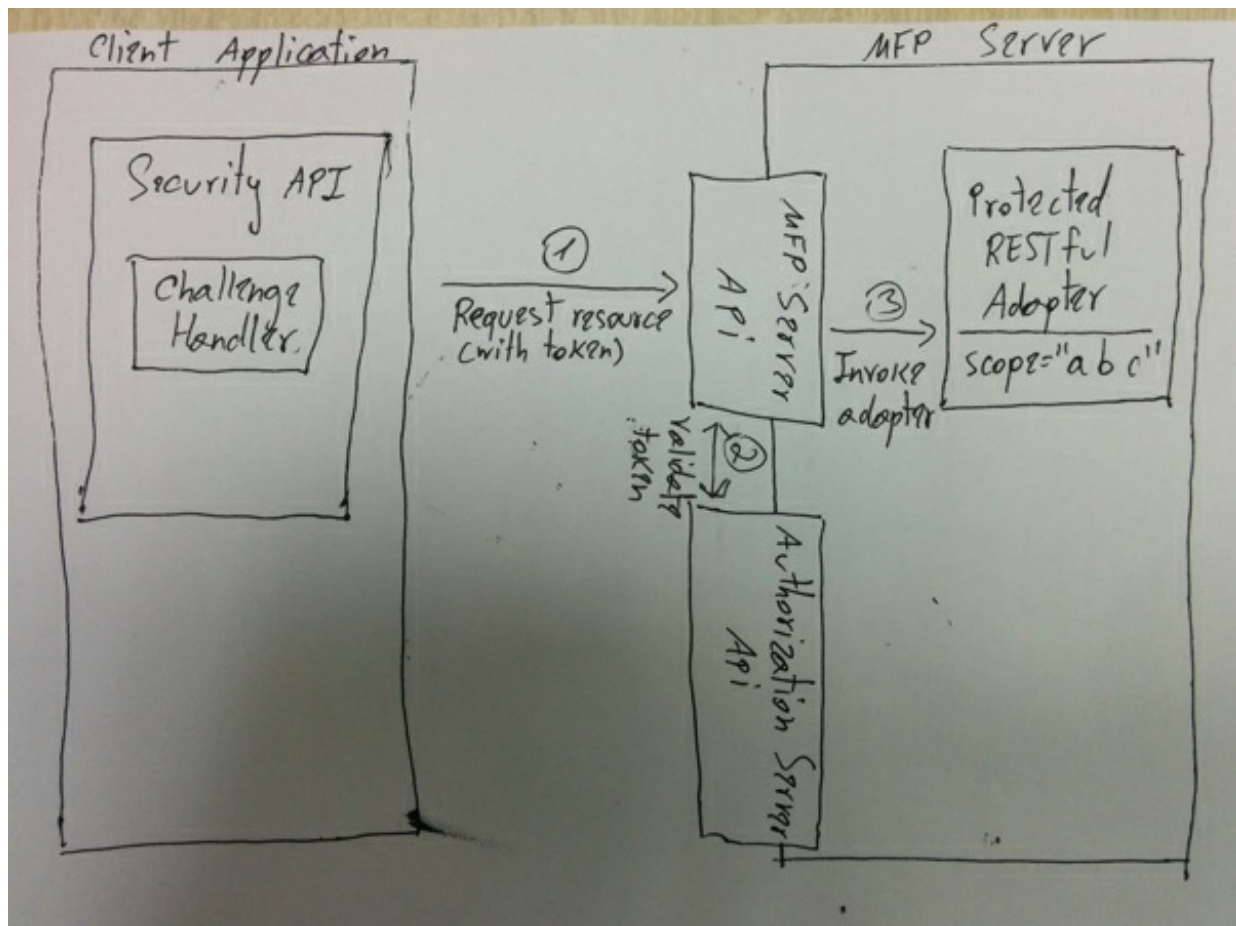 Client Application
Security API
Challenge
Handler.
1
Request resource
(with token)
MFP Server
MFP Server
API
2
Validate
token
3
Invoke
adapter
Protected
RESTful
Adapter
scope="a b c"
Authorization Server
Api